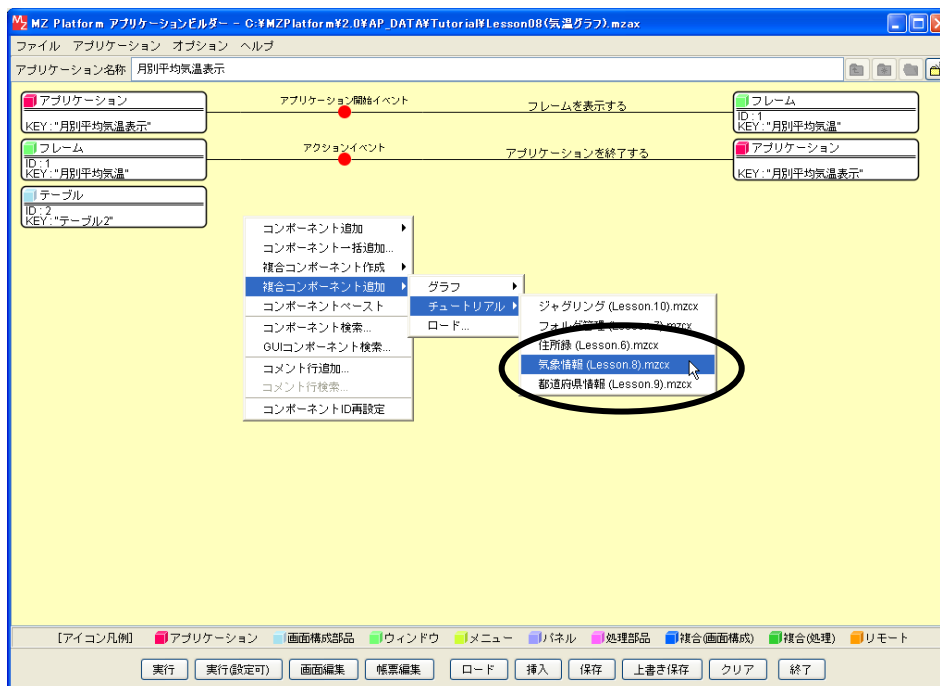 MZ Platform アプリケーションビルダー - C:¥MZPlatform¥2.0¥AP_DATA¥Tutorial¥Lesson08(気温グラフ).mzax
ファイル アプリケーション オプション ヘルプ
アプリケーション名称 月別平均気温表示
アプリケーション
KEY:"月別平均気温表示"
アプリケーション開始イベント
フレームを表示する
フレーム
ID:1
KEY:"月別平均気温"
フレーム
ID:1
KEY:"月別平均気温"
アクションイベント
アプリケーションを終了する
アプリケーション
KEY:"月別平均気温表示"
テーブル
ID:2
KEY:"テーブル2"
コンポーネント追加
コンポーネント一括追加...
複合コンポーネント作成
複合コンポーネント追加
コンポーネントペースト
コンポーネント検索...
GUIコンポーネント検索...
コメント行追加...
コメント行検索...
コンポーネントID再設定
グラフ
チュートリアル
ロード...
ジャグリング (Lesson.10).mzcx
フォルダ管理 (Lesson.7).mzcx
住所録 (Lesson.6).mzcx
気象情報 (Lesson.8).mzcx
都道府県情報 (Lesson.9).mzcx
[アイコン凡例] アプリケーション 画面構成部品 ウィンドウ メニュー パネル 処理部品 複合(画面構成) 複合(処理) リモート
実行 実行(設定可) 画面編集 帳票編集 ロード 挿入 保存 上書き保存 クリア 終了